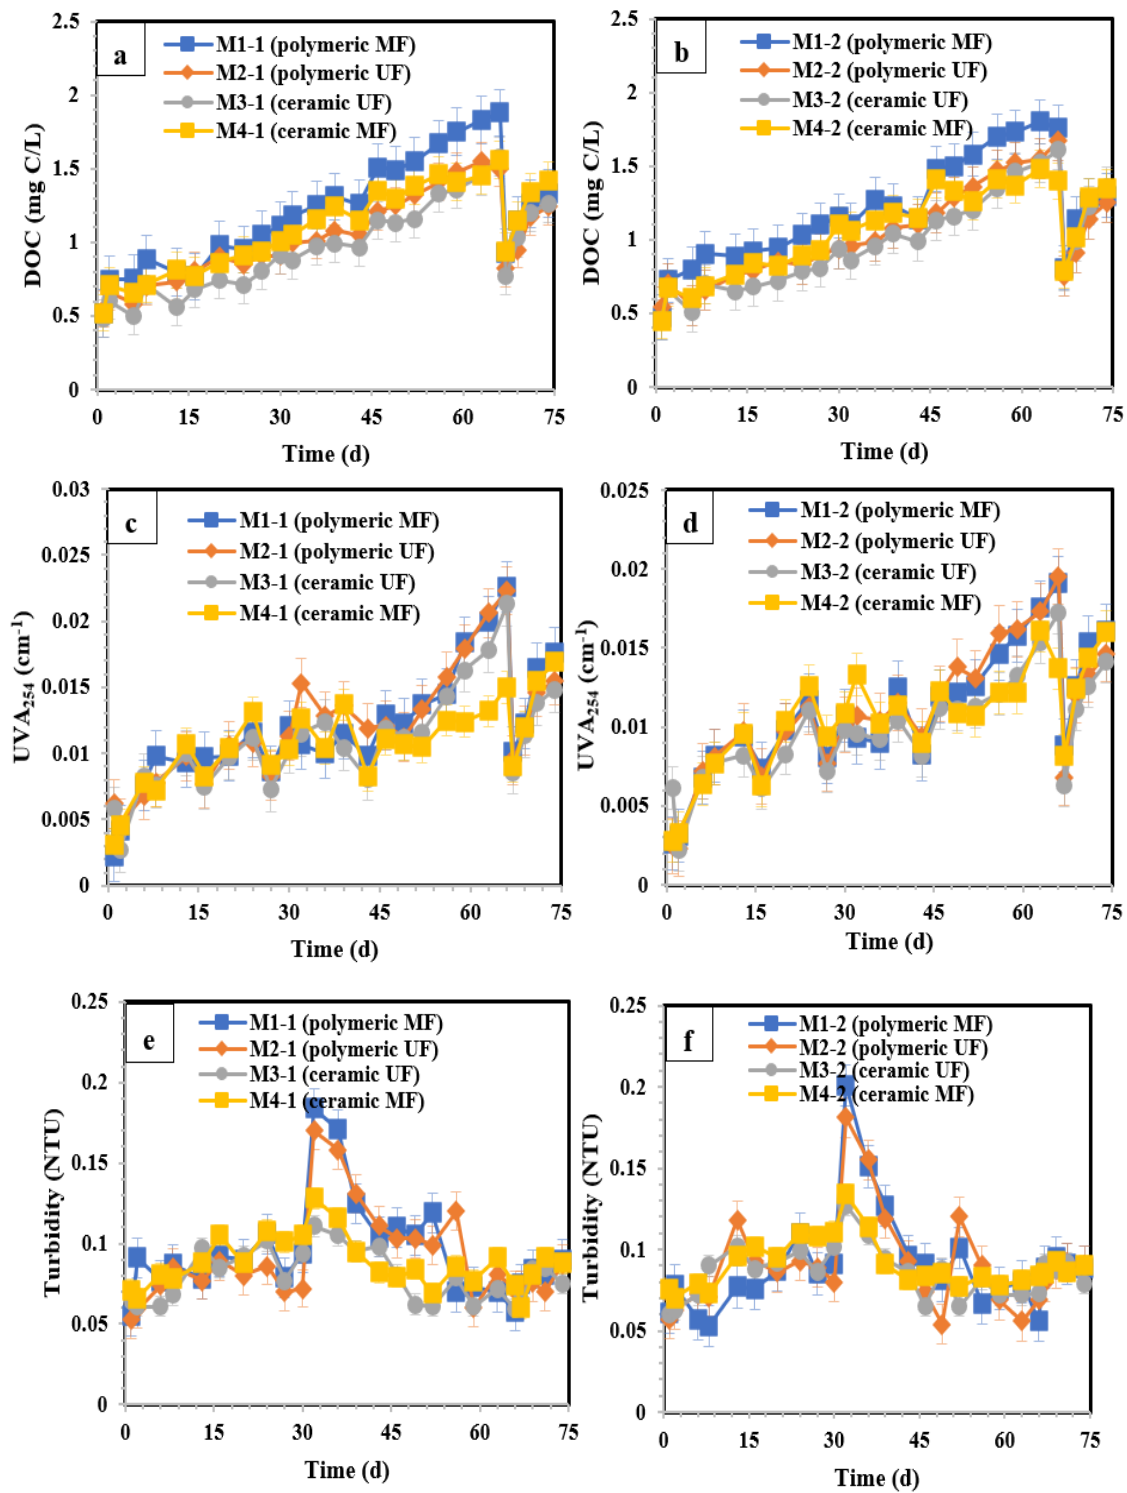 a
M1-1 (polymeric MF)
M2-1 (polymeric UF)
M3-1 (ceramic UF)
M4-1 (ceramic MF)
DOC (mg C/L)
2.5
2
1.5
1
0.5
0
0 15 30 45 60 75
Time (d)
b
M1-2 (polymeric MF)
M2-2 (polymeric UF)
M3-2 (ceramic UF)
M4-2 (ceramic MF)
DOC (mg C/L)
2.5
2
1.5
1
0.5
0
0 15 30 45 60 75
Time (d)
c
M1-1 (polymeric MF)
M2-1 (polymeric UF)
M3-1 (ceramic UF)
M4-1 (ceramic MF)
UVA254 (cm-1)
0.03
0.025
0.02
0.015
0.01
0.005
0
0 15 30 45 60 75
Time (d)
d
M1-2 (polymeric MF)
M2-2 (polymeric UF)
M3-2 (ceramic UF)
M4-2 (ceramic MF)
UVA254 (cm-1)
0.025
0.02
0.015
0.01
0.005
0
0 15 30 45 60 75
Time (d)
e
M1-1 (polymeric MF)
M2-1 (polymeric UF)
M3-1 (ceramic UF)
M4-1 (ceramic MF)
Turbidity (NTU)
0.25
0.2
0.15
0.1
0.05
0
0 15 30 45 60 75
Time (d)
f
M1-2 (polymeric MF)
M2-2 (polymeric UF)
M3-2 (ceramic UF)
M4-2 (ceramic MF)
Turbidity (NTU)
0.25
0.2
0.15
0.1
0.05
0
0 15 30 45 60 75
Time (d)